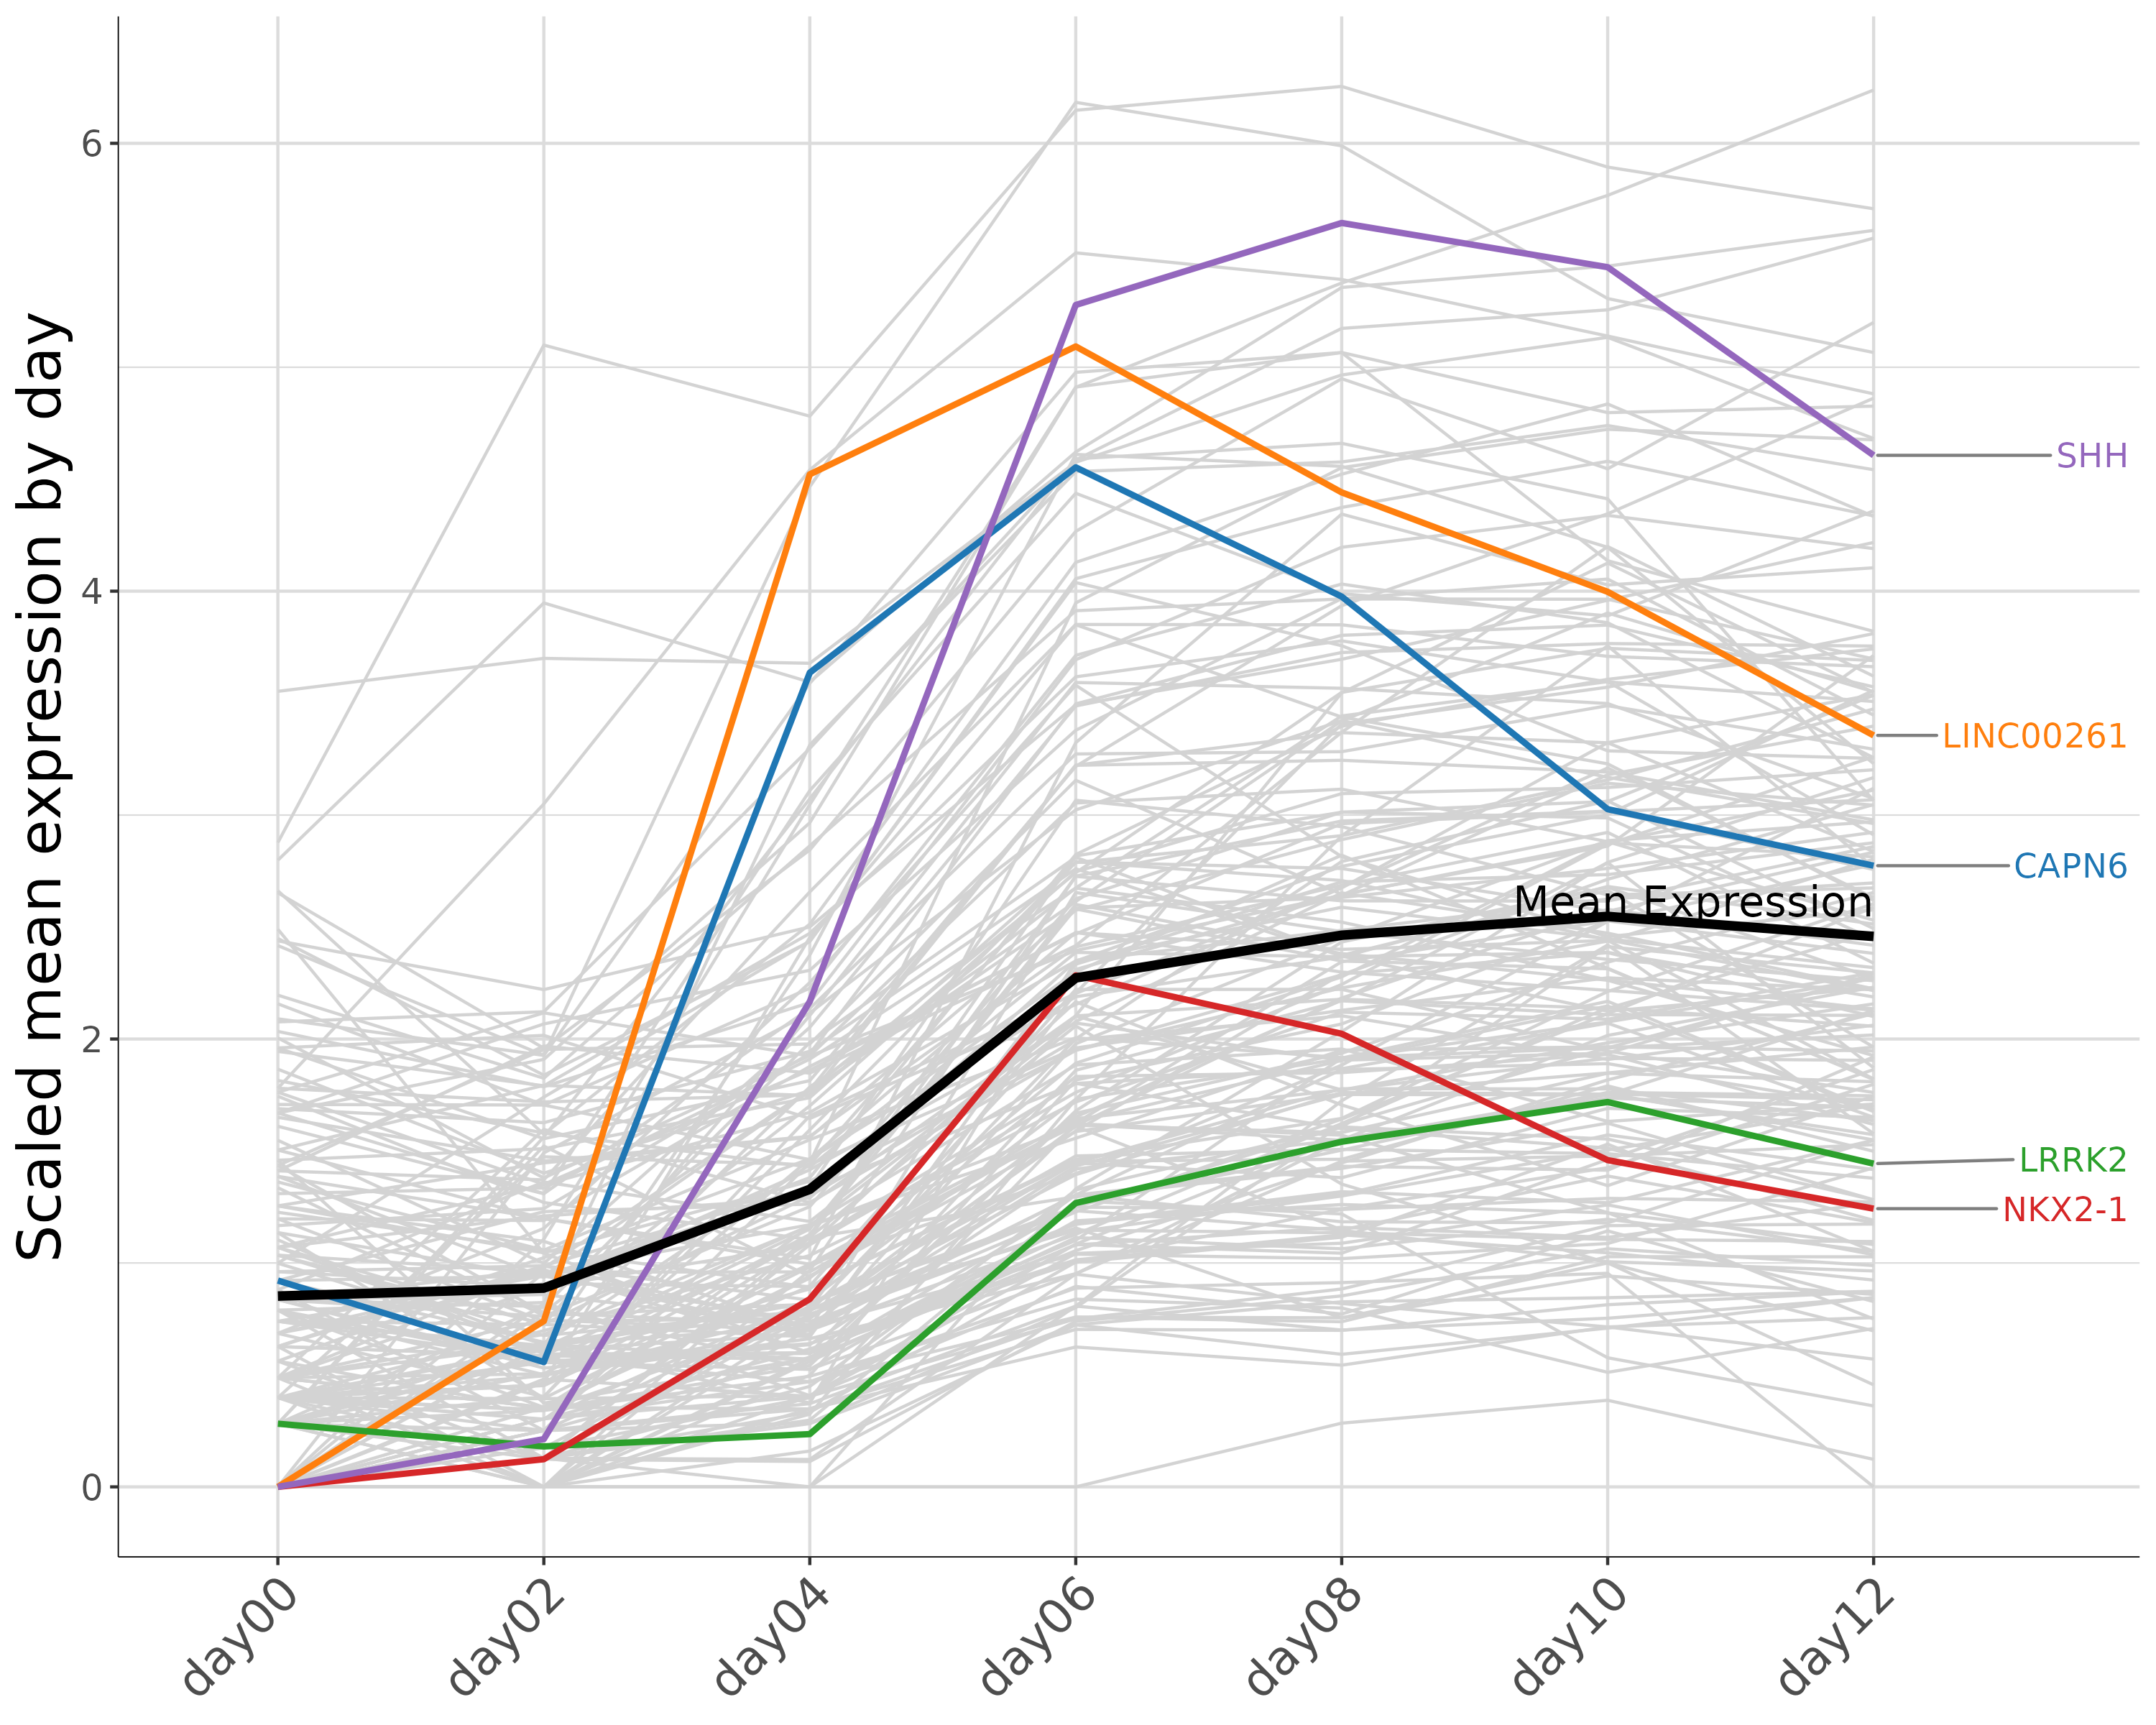 Scaled mean expression by day
6
4
2
0
SHH
LINC00261
CAPN6
Mean Expression
LRRK2
NKX2-1
day00
day02
day04
day06
day08
day10
day12